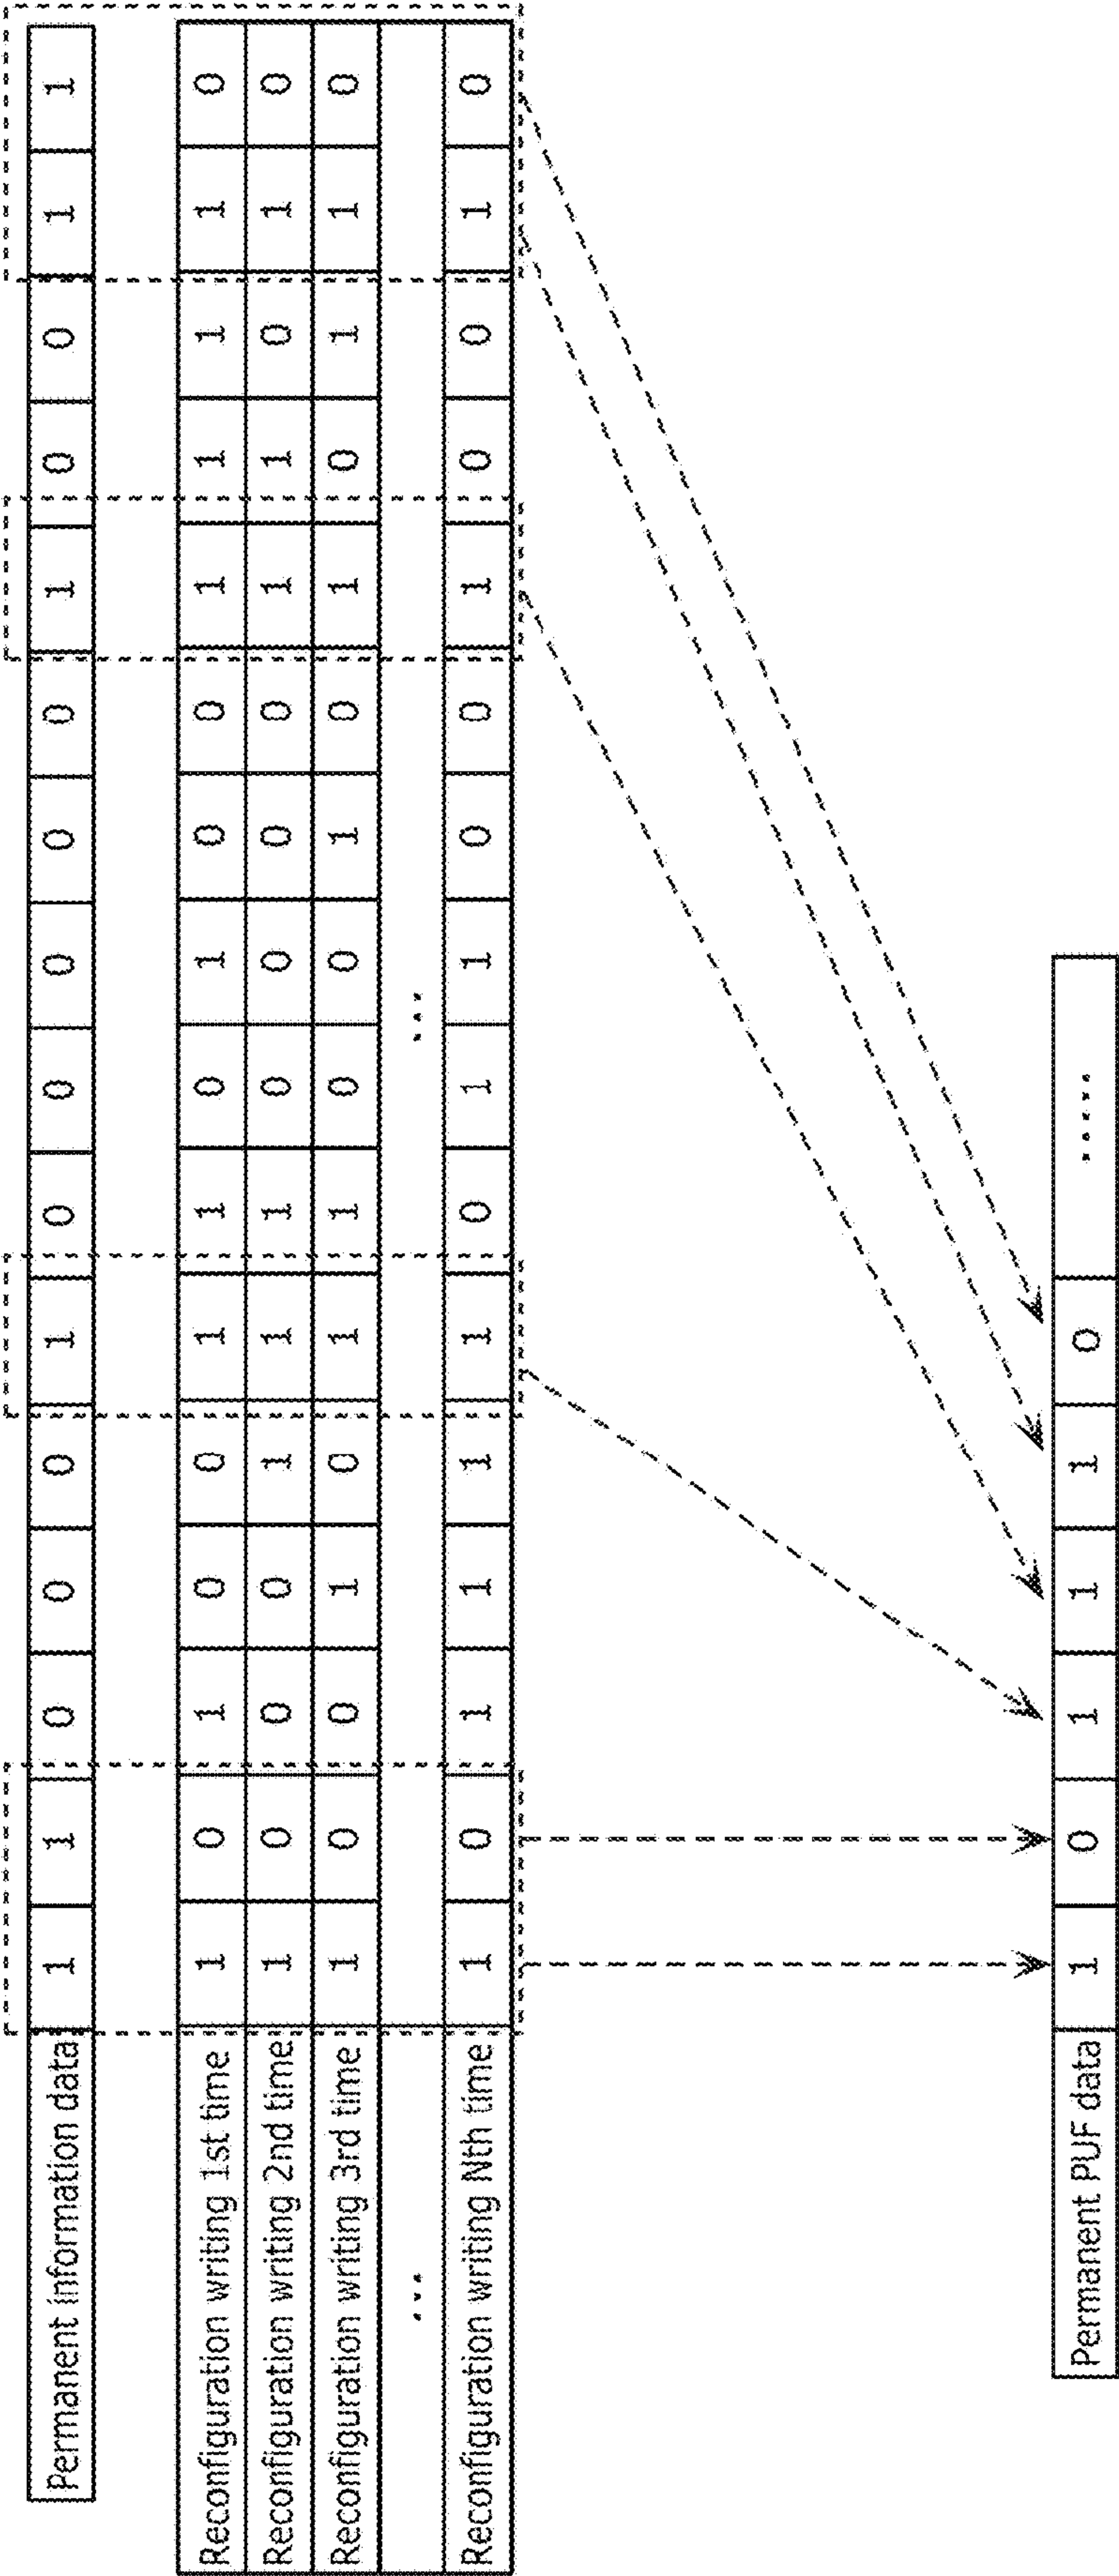 Permanent information data 1 1 0 0 0 1 0 0 0 0 0 1 0 0 1 1
Reconfiguration writing 1st time 1 0 1 0 0 1 1 0 1 0 0 1 1 1 1 0
Reconfiguration writing 2nd time 1 0 0 0 1 1 1 0 0 0 0 1 1 0 1 0
Reconfiguration writing 3rd time 1 0 0 1 0 1 1 0 0 1 0 1 0 1 1 0
... ...
Reconfiguration writing Nth time 1 0 1 1 1 1 0 1 1 0 0 1 0 0 1 0
Permanent PUF data 1 0 1 1 1 0 .....